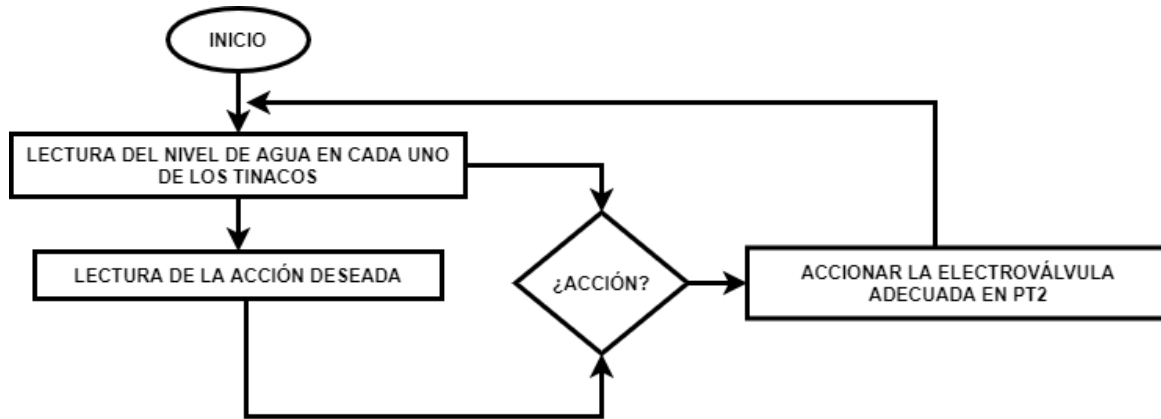 INICIO
LECTURA DEL NIVEL DE AGUA EN CADA UNO
DE LOS TINACOS
LECTURA DE LA ACCIÓN DESEADA
¿ACCIÓN?
ACCIONAR LA ELECTROVÁLVULA
ADECUADA EN PT2